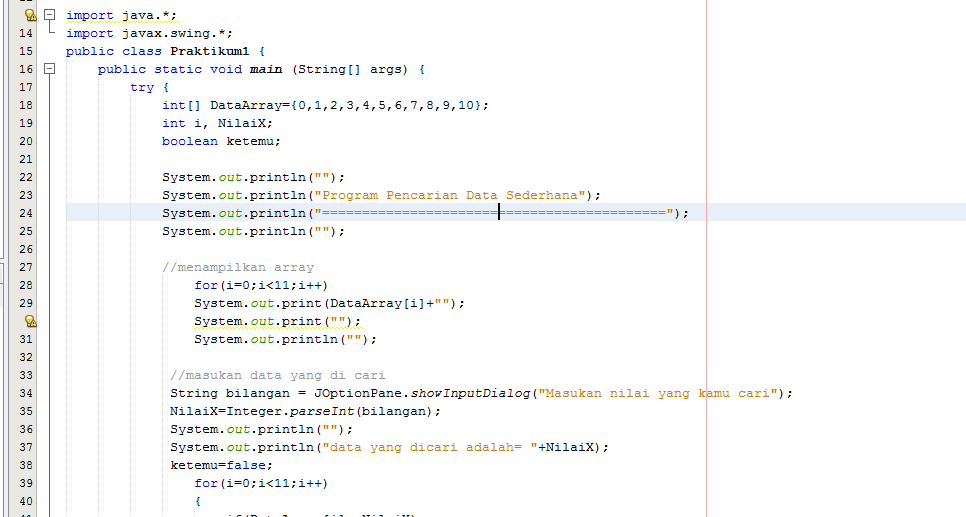 import java.*;
14 import javax.swing.*;
15 public class Praktikum1 {
16 public static void main (String[] args) {
17 try {
18 int[] DataArray={0,1,2,3,4,5,6,7,8,9,10};
19 int i, NilaiX;
20 boolean ketemu;
21
22 System.out.println("");
23 System.out.println("Program Pencarian Data Sederhana");
24 System.out.println("===========================================");
25 System.out.println("");
26
27 //menampilkan array
28 for(i=0;i<11;i++)
29 System.out.print(DataArray[i]+"");
System.out.print("");
31 System.out.println("");
32
33 //masukan data yang di cari
34 String bilangan = JOptionPane.showInputDialog("Masukan nilai yang kamu cari");
35 NilaiX=Integer.parseInt(bilangan);
36 System.out.println("");
37 System.out.println("data yang dicari adalah= "+NilaiX);
38 ketemu=false;
39 for(i=0;i<11;i++)
40 {